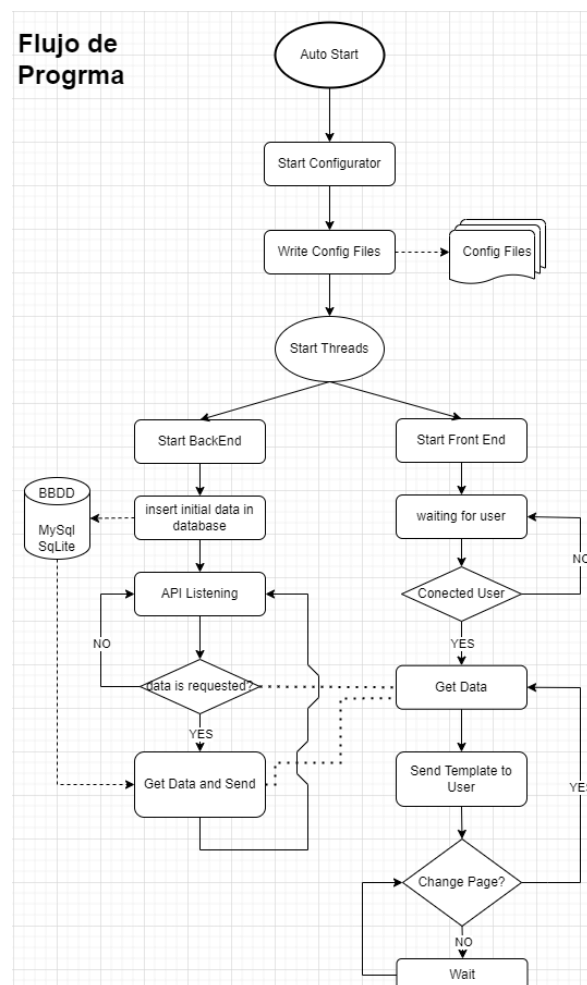 Flujo de
Progrma
Auto Start
Start Configurator
Write Config Files
Config Files
Start Threads
Start BackEnd
Start Front End
BBDD
MySql
SqLite
insert initial data in
database
waiting for user
NO
API Listening
Conected User
NO
YES
data is requested?
Get Data
YES
Get Data and Send
Send Template to
User
YES
Change Page?
NO
Wait